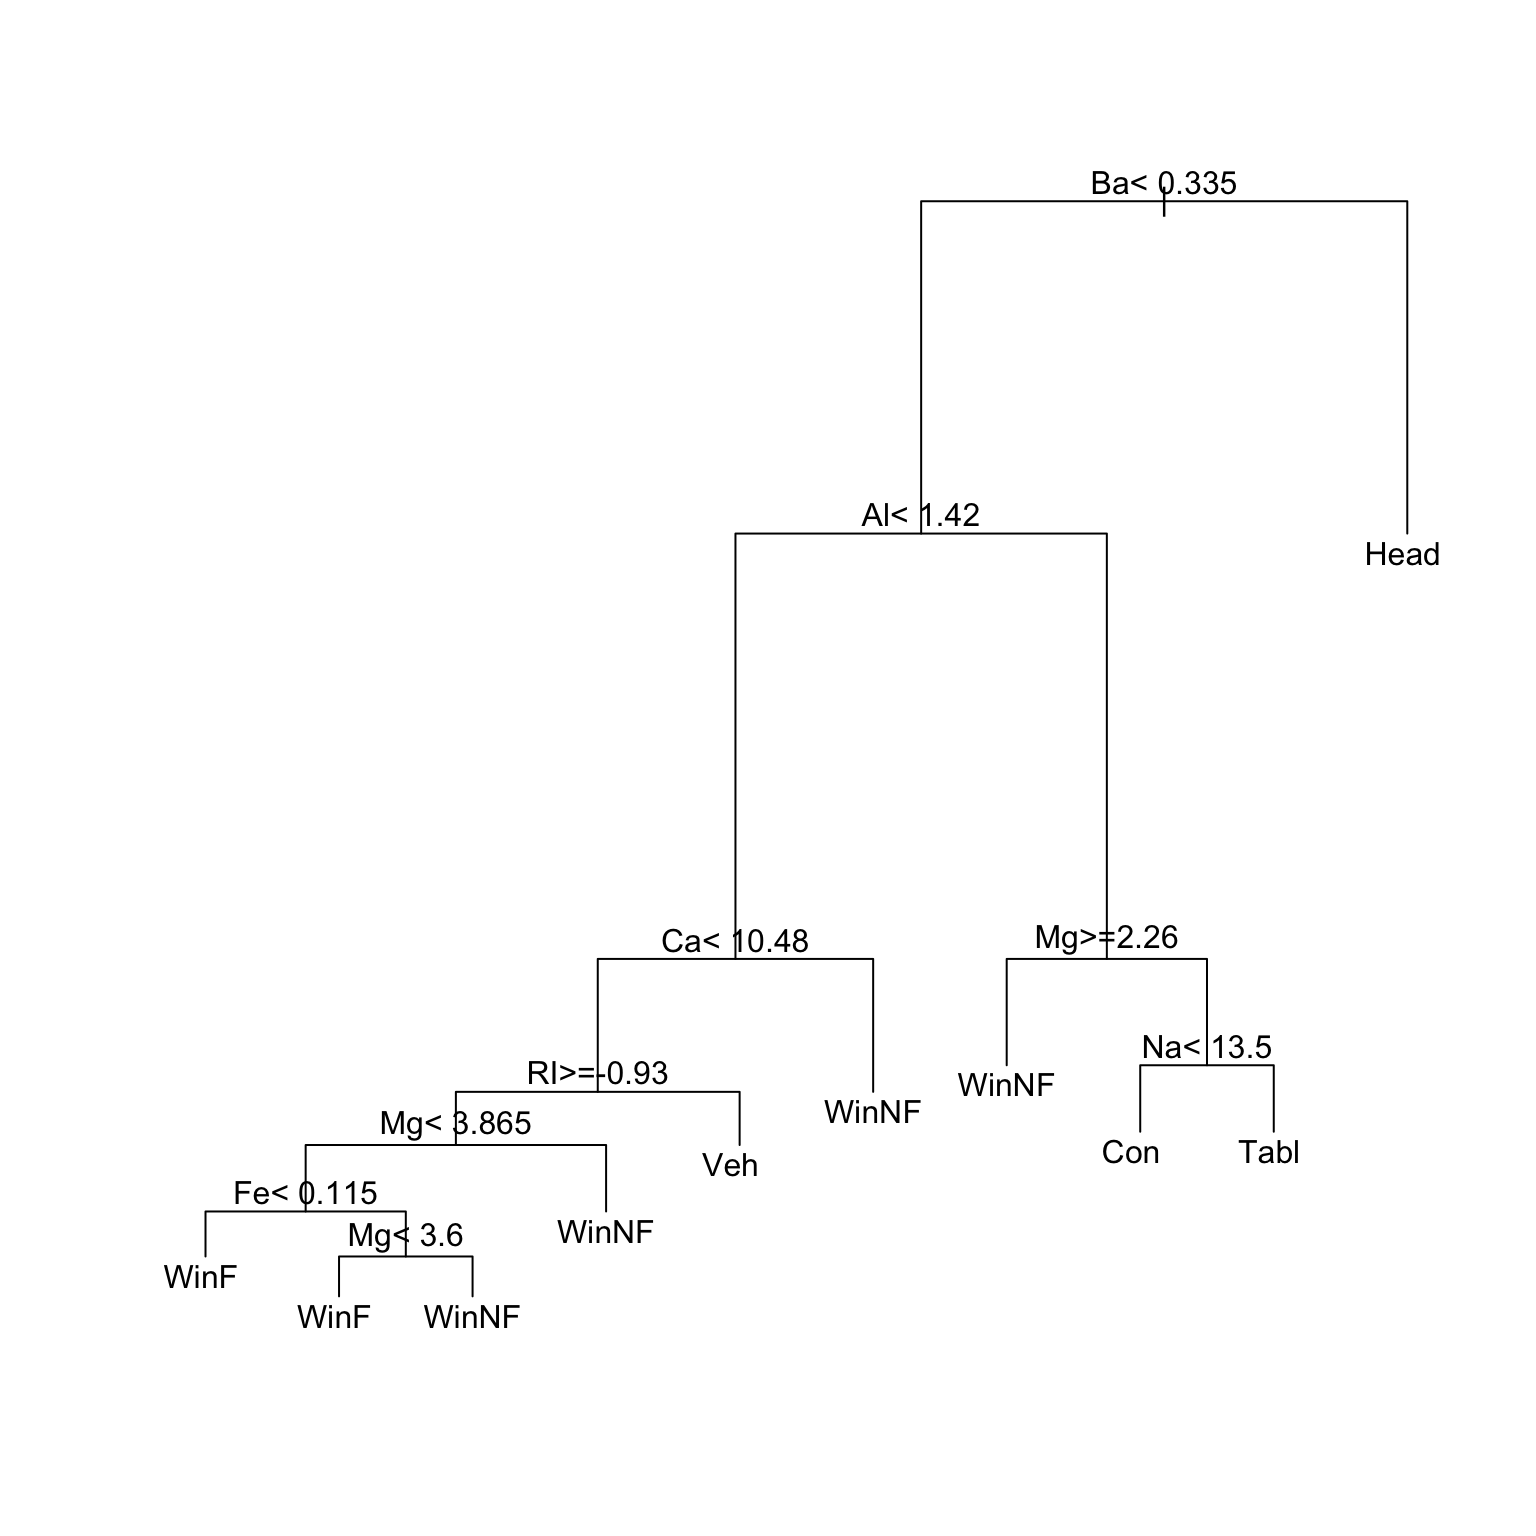 Ba< 0.335
Al< 1.42
Head
Ca< 10.48
Mg>=2.26
Na< 13.5
RI>=-0.93
WinNF
WinNF
Mg< 3.865
Con
Tabl
Veh
Fe< 0.115
WinNF
Mg< 3.6
WinF
WinF
WinNF